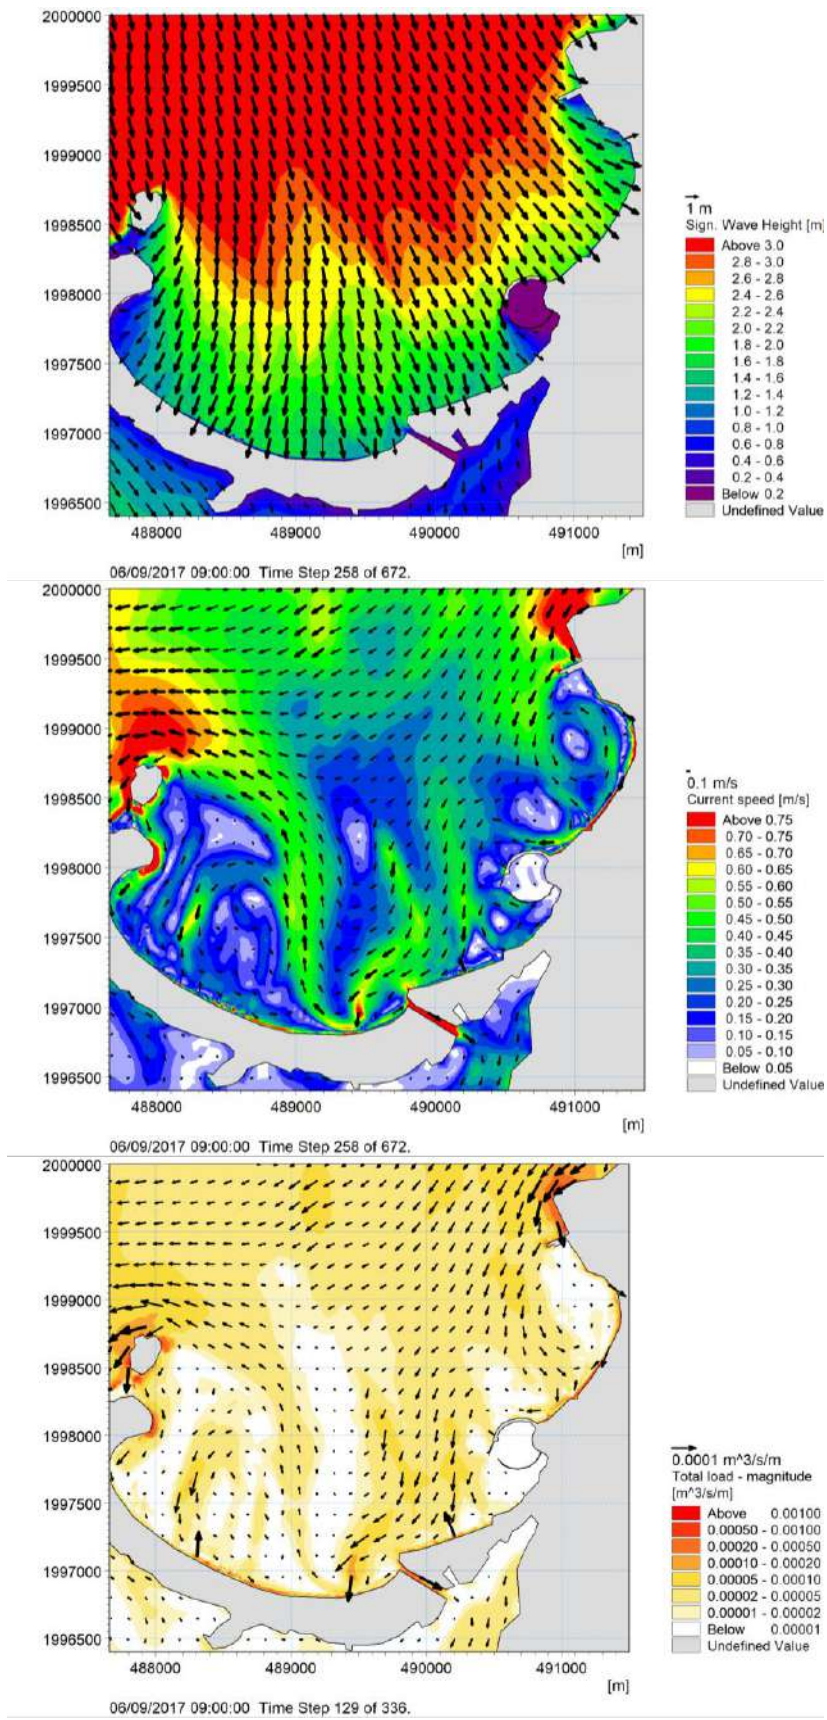 2000000
1999500
1999000
1998500
1998000
1997500
1997000
1996500
488000 489000 490000 491000
[m]
1 m
Sign. Wave Height [m]
Above 3.0
2.8 - 3.0
2.6 - 2.8
2.4 - 2.6
2.2 - 2.4
2.0 - 2.2
1.8 - 2.0
1.6 - 1.8
1.4 - 1.6
1.2 - 1.4
1.0 - 1.2
0.8 - 1.0
0.6 - 0.8
0.4 - 0.6
0.2 - 0.4
Below 0.2
Undefined Value
06/09/2017 09:00:00 Time Step 258 of 672.
2000000
1999500
1999000
1998500
1998000
1997500
1997000
1996500
488000 489000 490000 491000
[m]
0.1 m/s
Current speed [m/s]
Above 0.75
0.70 - 0.75
0.65 - 0.70
0.60 - 0.65
0.55 - 0.60
0.50 - 0.55
0.45 - 0.50
0.40 - 0.45
0.35 - 0.40
0.30 - 0.35
0.25 - 0.30
0.20 - 0.25
0.15 - 0.20
0.10 - 0.15
0.05 - 0.10
Below 0.05
Undefined Value
06/09/2017 09:00:00 Time Step 258 of 672.
2000000
1999500
1999000
1998500
1998000
1997500
1997000
1996500
488000 489000 490000 491000
[m]
0.0001 m^3/s/m
Total load - magnitude
[m^3/s/m]
Above 0.00100
0.00050 - 0.00100
0.00020 - 0.00050
0.00010 - 0.00020
0.00005 - 0.00010
0.00002 - 0.00005
0.00001 - 0.00002
Below 0.00001
Undefined Value
06/09/2017 09:00:00 Time Step 129 of 336.